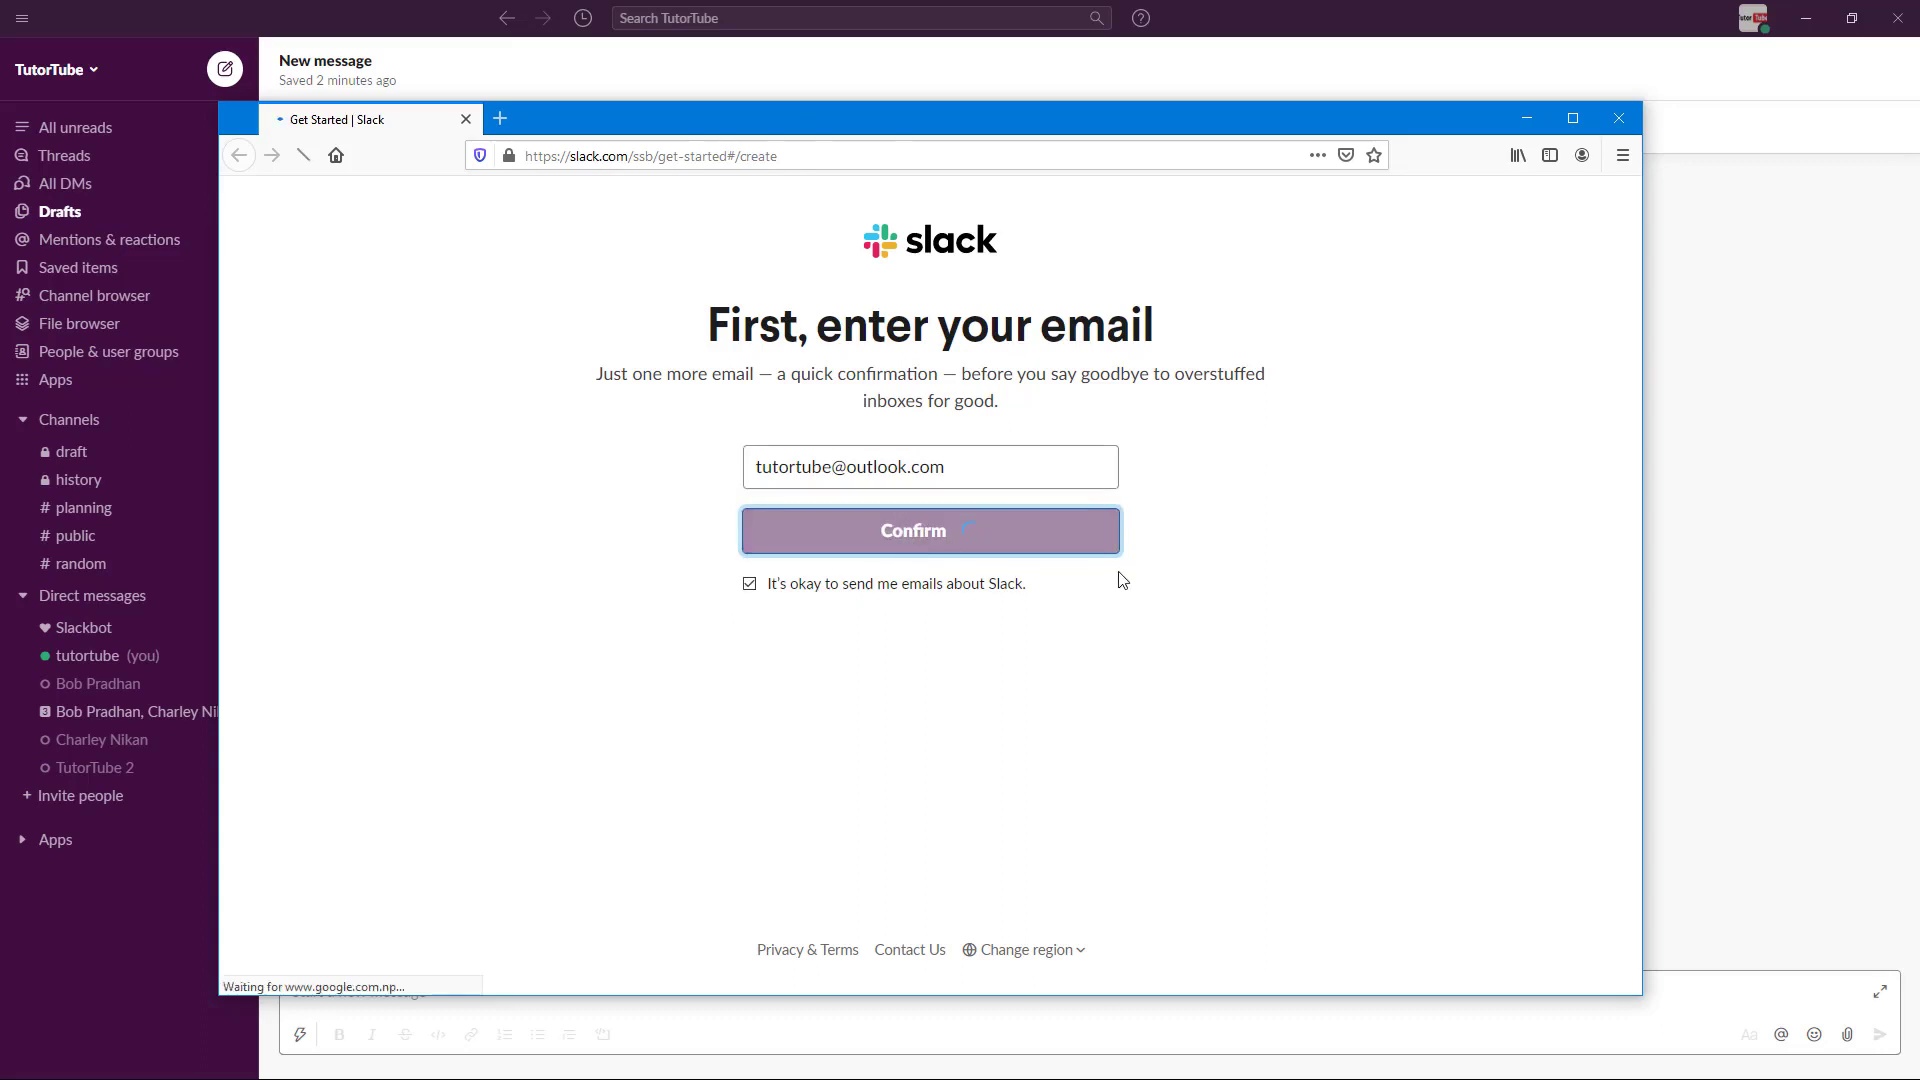 Search TutorTube
Tutor Tube
TutorTube
New message
Saved 2 minutes ago
Get Started | Slack
https://slack.com/ssb/get-started#/create
All unreads
Threads
All DMs
Drafts
Mentions & reactions
Saved items
Channel browser
File browser
People & user groups
Apps
Channels
draft
history
# planning
# public
# random
Direct messages
Slackbot
tutortube (you)
Bob Pradhan
3 Bob Pradhan, Charley Ni
Charley Nikan
TutorTube 2
+ Invite people
Apps
slack
First, enter your email
Just one more email — a quick confirmation — before you say goodbye to overstuffed
inboxes for good.
tutortube@outlook.com
Confirm
It's okay to send me emails about Slack.
Privacy & Terms Contact Us Change region
Waiting for www.google.com.np...
B I S Aa @